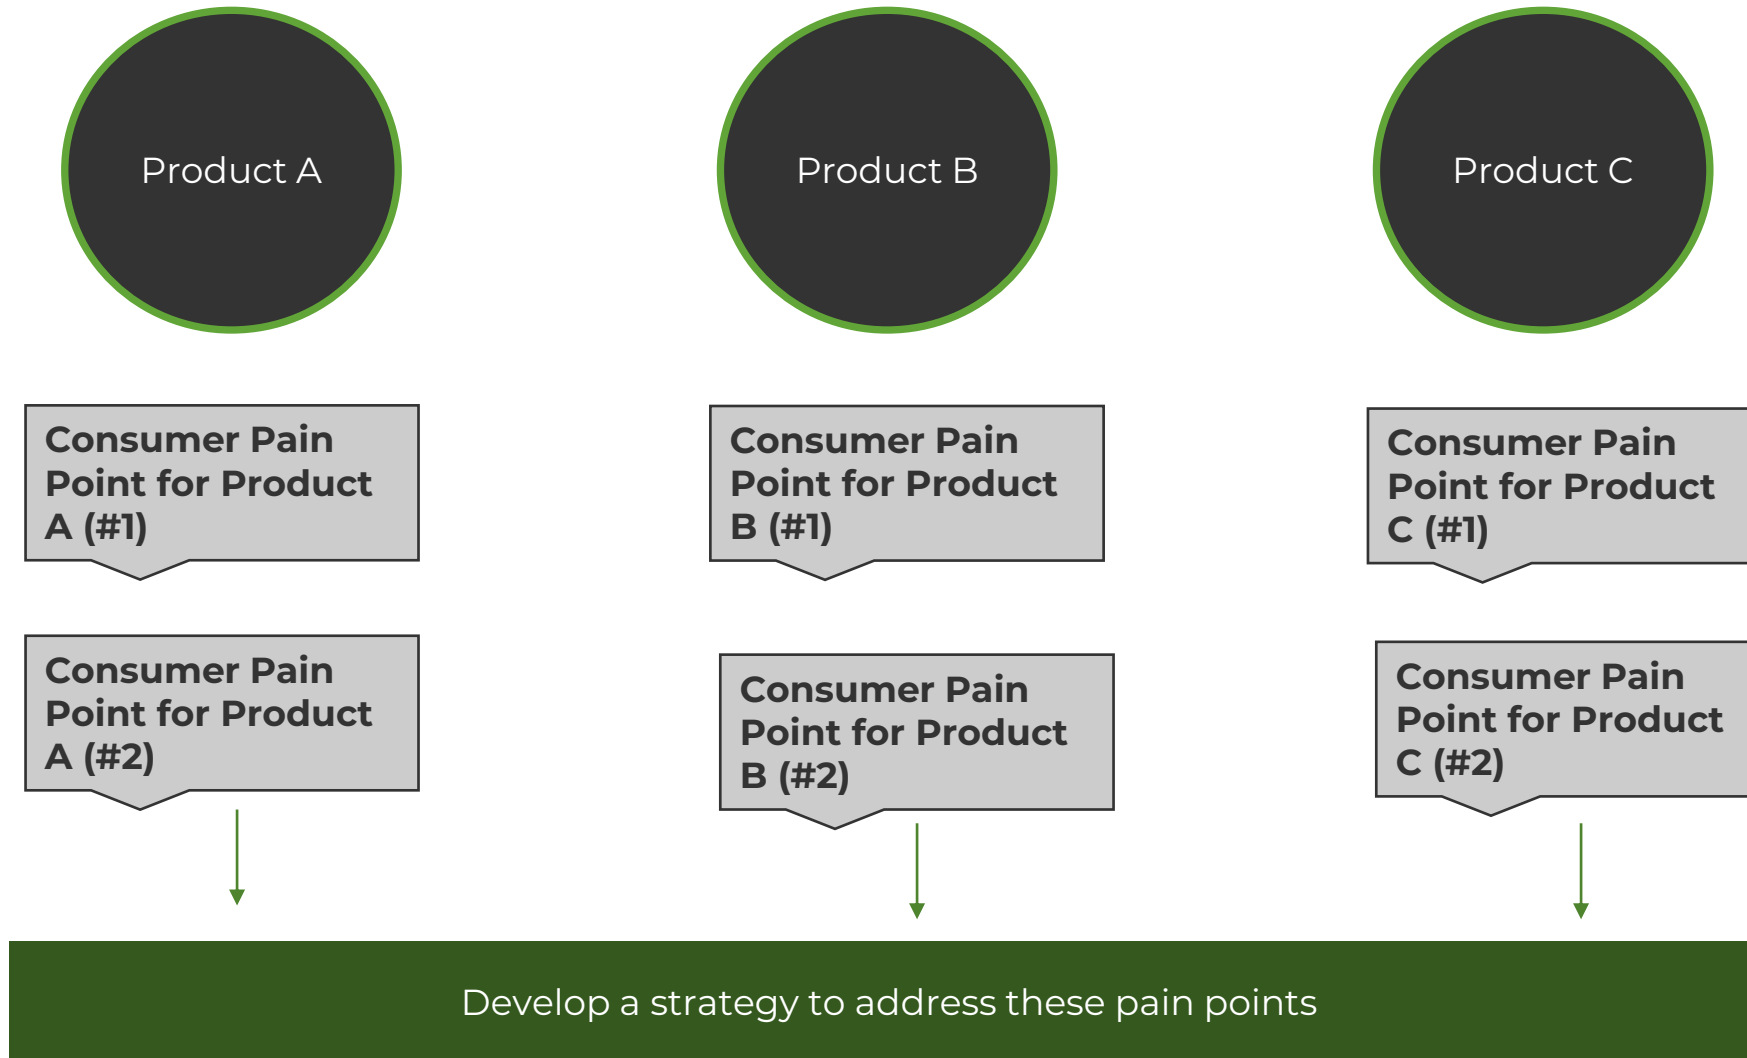 Product A
Product B
Product C
Consumer Pain
Point for Product
A (#1)
Consumer Pain
Point for Product
B (#1)
Consumer Pain
Point for Product
C (#1)
Consumer Pain
Point for Product
A (#2)
Consumer Pain
Point for Product
B (#2)
Consumer Pain
Point for Product
C (#2)
Develop a strategy to address these pain points